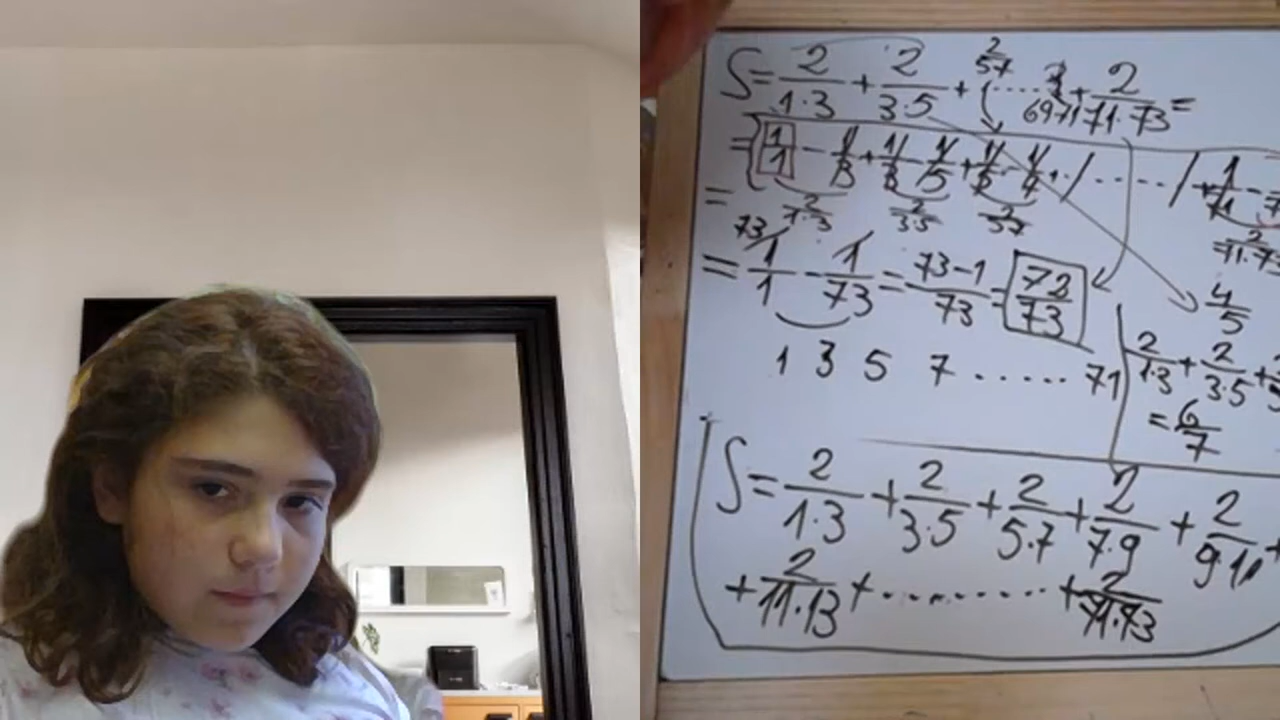 S = 2/1·3 + 2/3·5 + 2/5·7 ...... 69·71 + 2/71·73 =
= 1/1 - 1/3 + 1/3 - 1/5 + 1/5 - 1/7 + / ...... / + 1/71 -
= 2/1·3 2/3·5 2/5·7 2/71·73
73
= 1/1 - 1/73 = 73-1/73 = 72/73
4/5
1 3 5 7 ...... 71
2/1·3 + 2/3·5 +
= 6/7
S = 2/1·3 + 2/3·5 + 2/5·7 + 2/7·9 + 2/9·11 +
+ 2/11·13 + ......... + 2/71·73